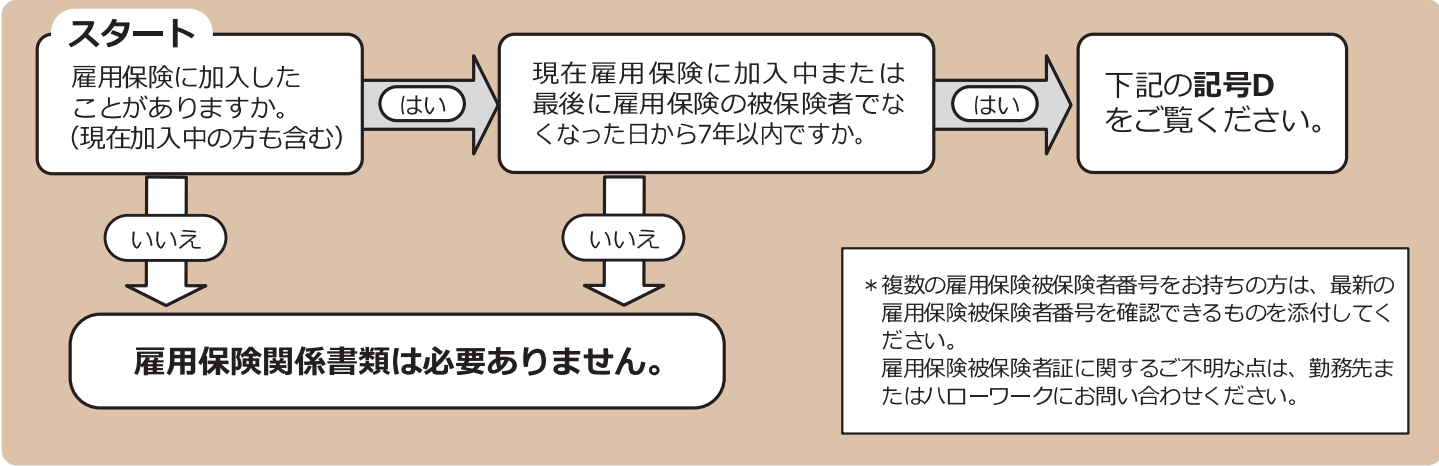 スタート
雇用保険に加入した
ことがありますか。
(現在加入中の方も含む)
はい
現在雇用保険に加入中または
最後に雇用保険の被保険者でな
くなった日から7年以内ですか。
はい
下記の記号D
をご覧ください。
いいえ
いいえ
雇用保険関係書類は必要ありません。
*複数の雇用保険被保険者番号をお持ちの方は、最新の
雇用保険被保険者番号を確認できるものを添付してく
ださい。
雇用保険被保険者証に関するご不明な点は、勤務先ま
たはハローワークにお問い合わせください。